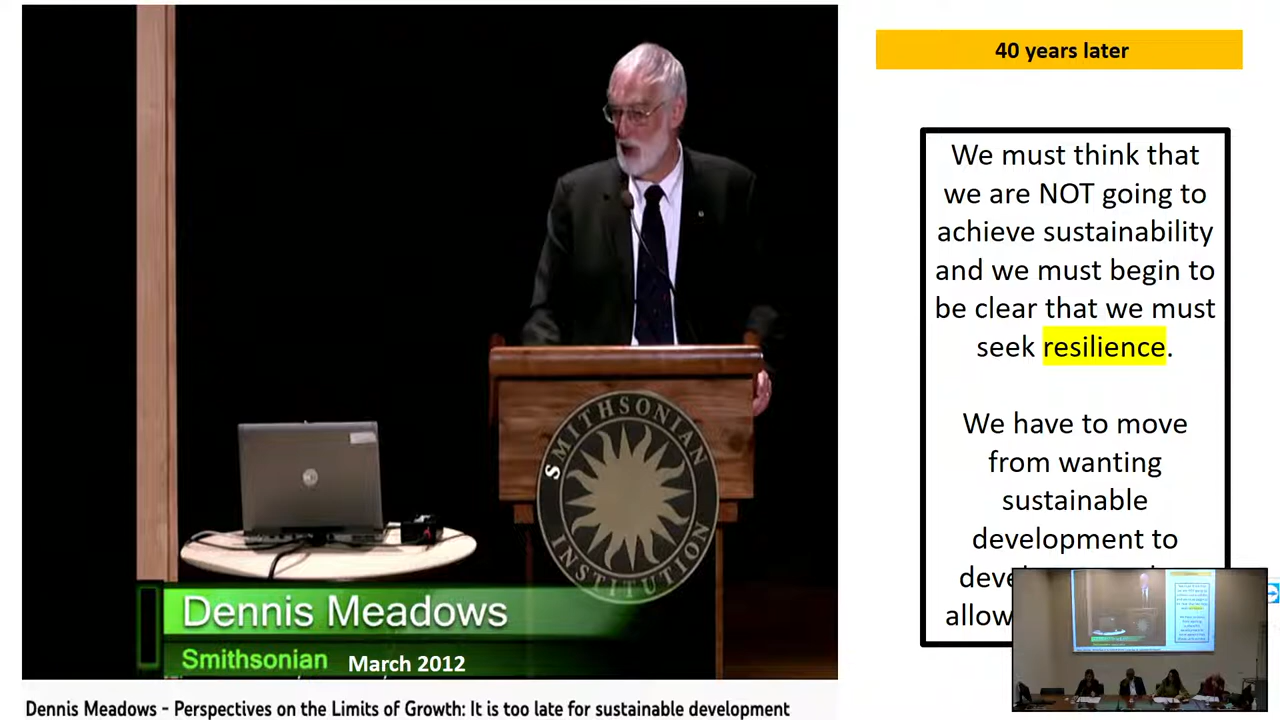 40 years later
We must think that
we are NOT going to
achieve sustainability
and we must begin to
be clear that we must
seek resilience.
We have to move
from wanting
sustainable
development to
SMITHSONIAN
INSTITUTION
Dennis Meadows
Smithsonian March 2012
Dennis Meadows - Perspectives on the Limits of Growth: It is too late for sustainable development